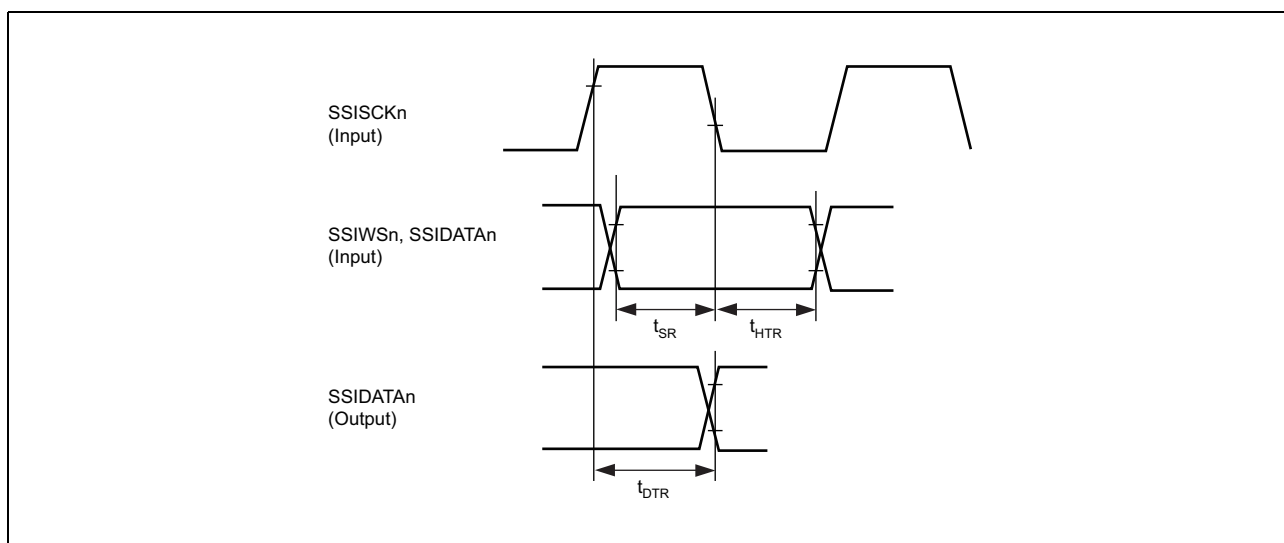 SSISCKn
(Input)
SSIWSn, SSIDATAn
(Input)
tSR
tHTR
SSIDATAn
(Output)
tDTR